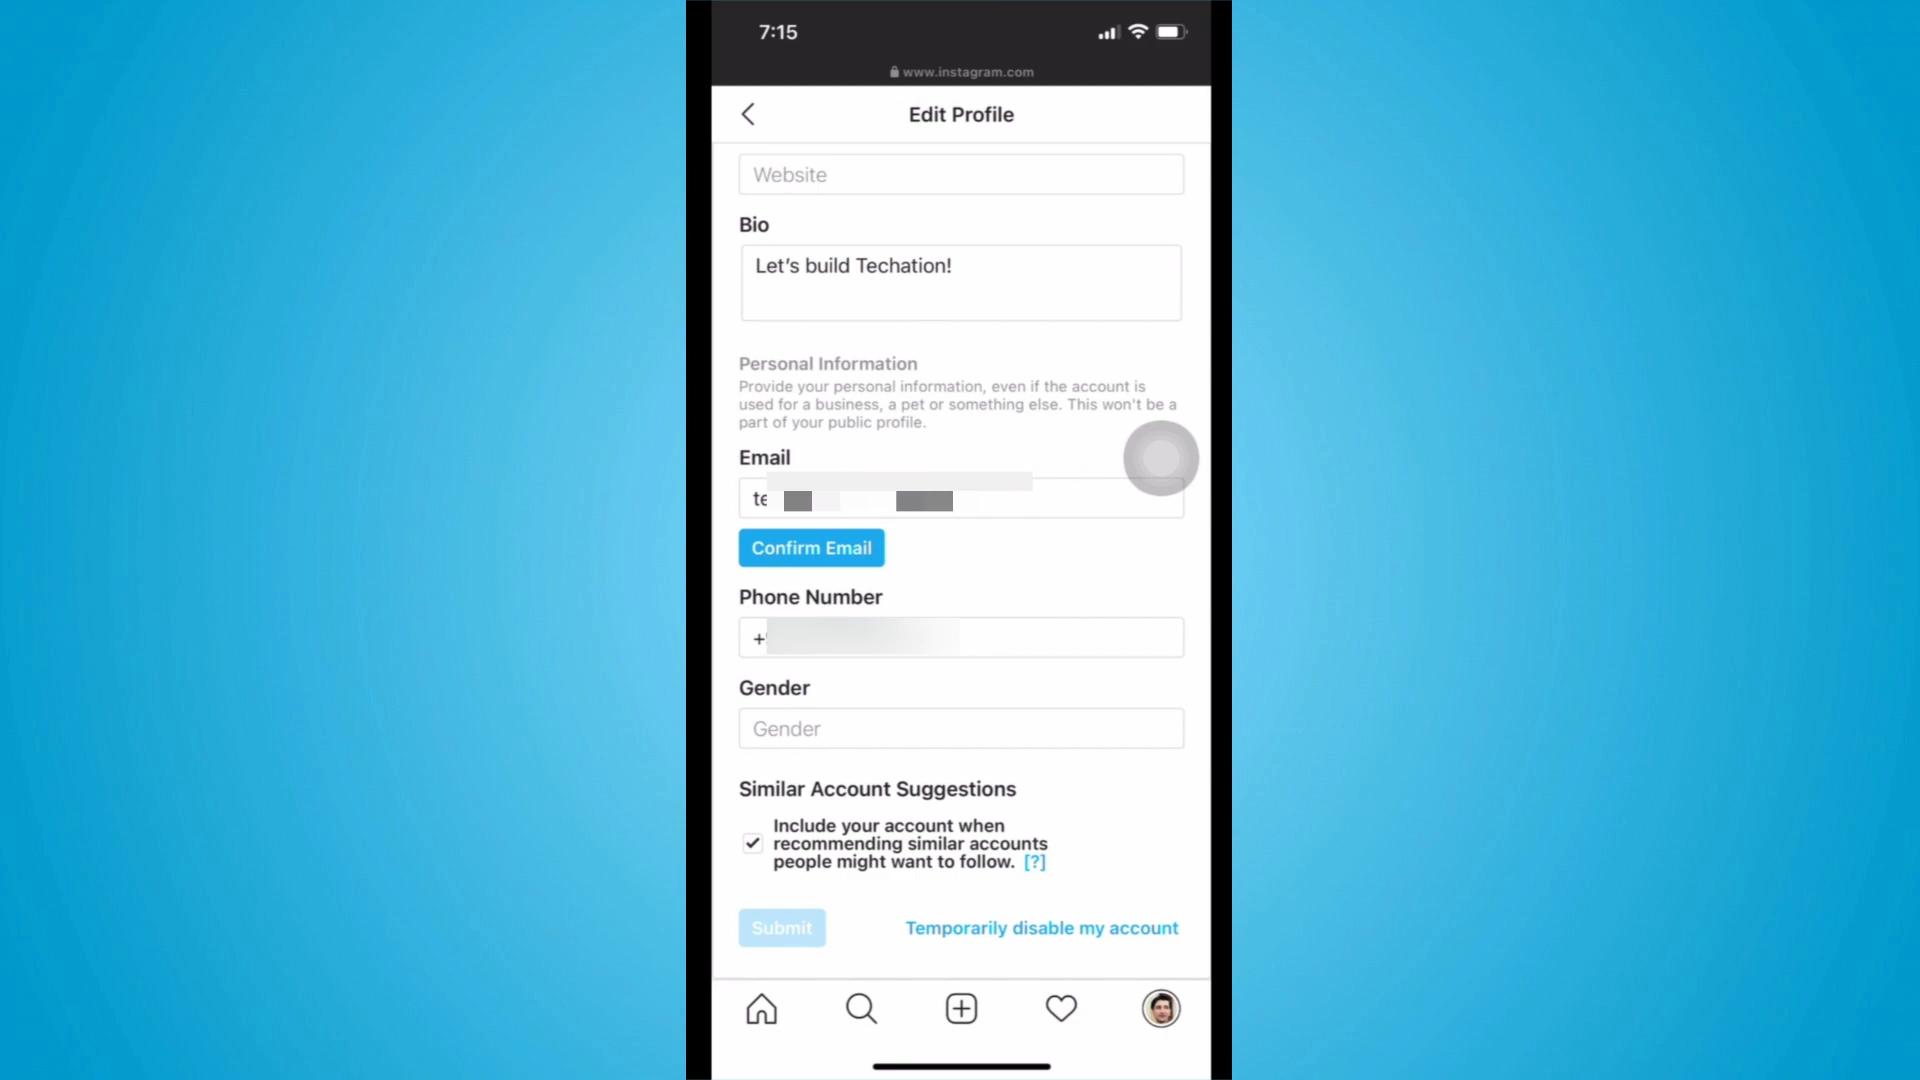 7:15
www.instagram.com
Edit Profile
Website
Bio
Let's build Techation!
Personal Information
Provide your personal information, even if the account is
used for a business, a pet or something else. This won't be a
part of your public profile.
Email
te
Confirm Email
Phone Number
+
Gender
Gender
Similar Account Suggestions
Include your account when
recommending similar accounts
people might want to follow. [?]
Submit
Temporarily disable my account